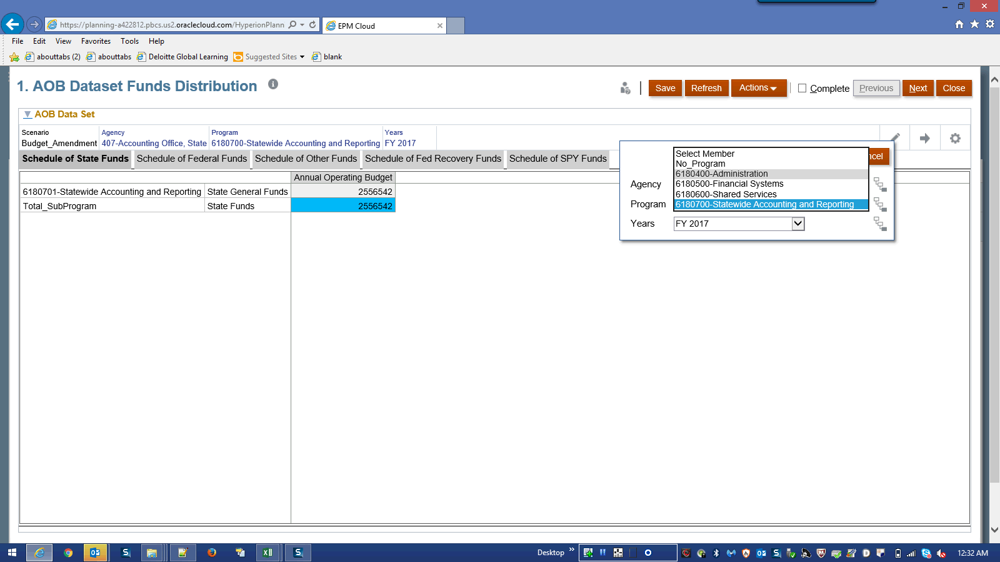 https://planning-a422812.pbcs.us2.oraclecloud.com/HyperionPlann
EPM Cloud
File Edit View Favorites Tools Help
abouttabs (2) abouttabs Deloitte Global Learning Suggested Sites blank
1. AOB Dataset Funds Distribution
Save Refresh Actions Complete Previous Next Close
AOB Data Set
Scenario Agency Program Years
Budget_Amendment 407-Accounting Office, State 6180700-Statewide Accounting and Reporting FY 2017
Schedule of State Funds Schedule of Federal Funds Schedule of Other Funds Schedule of Fed Recovery Funds Schedule of SPY Funds
Annual Operating Budget
6180701-Statewide Accounting and Reporting State General Funds 2556542
Total_SubProgram State Funds 2556542
ncel
Select Member
No_Program
6180400-Administration
Agency 6180500-Financial Systems
6180600-Shared Services
Program 6180700-Statewide Accounting and Reporting
Years FY 2017
Desktop
12:32 AM